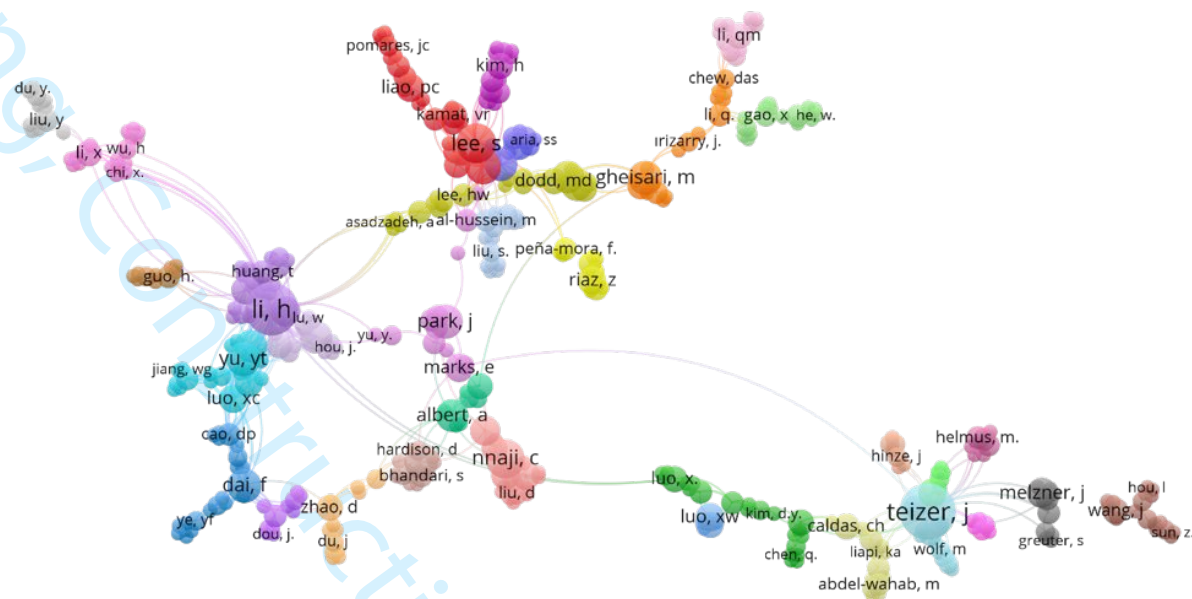 li, qm
pomares, jc
kim, h
chew, das
liao, pc
du, y.
kamat, vr
li, q.
gao, x
he, w.
liu, y
lee, s
aria, ss
irizarry, j.
li, x
wu, h
chi, x.
dodd, md
gheisari, m
lee, hw
asadzadeh, a
al-hussein, m
liu, s.
peña-mora, f.
guo, h.
huang, t
riaz, z
li, h
lu, w
park, j
yu, y.
hou, j.
yu, yt
jiang, wg
marks, e
luo, xc
albert, a
cao, dp
hardison, d
bhandari, s
nnaji, c
hinze, j
helmus, m.
dai, f
liu, d
luo, x.
melzner, j
hou, l
zhao, d
luo, xw
kim, d.y.
teizer, j
wang, j
ye, yf
dou, j.
du, j
caldas, ch
chen, q.
liapi, ka
wolf, m
greuter, s
sun, z.
abdel-wahab, m
ng, Constructi